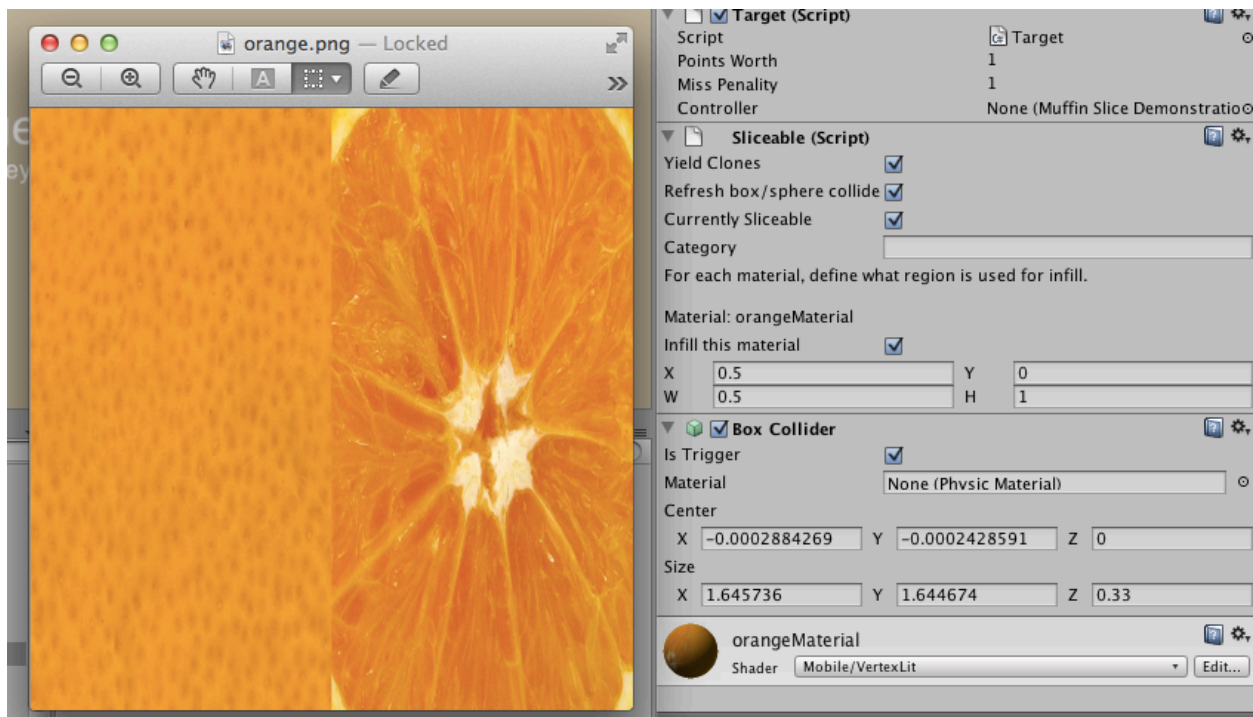 orange.png — Locked
A
ey
Target (Script)
Script Target
Points Worth 1
Miss Penality 1
Controller None (Muffin Slice Demonstratio
Sliceable (Script)
Yield Clones
Refresh box/sphere collide
Currently Sliceable
Category
For each material, define what region is used for infill.
Material: orangeMaterial
Infill this material
X 0.5 Y 0
W 0.5 H 1
Box Collider
Is Trigger
Material None (Physic Material)
Center
X -0.0002884269 Y -0.0002428591 Z 0
Size
X 1.645736 Y 1.644674 Z 0.33
orangeMaterial
Shader Mobile/VertexLit Edit...